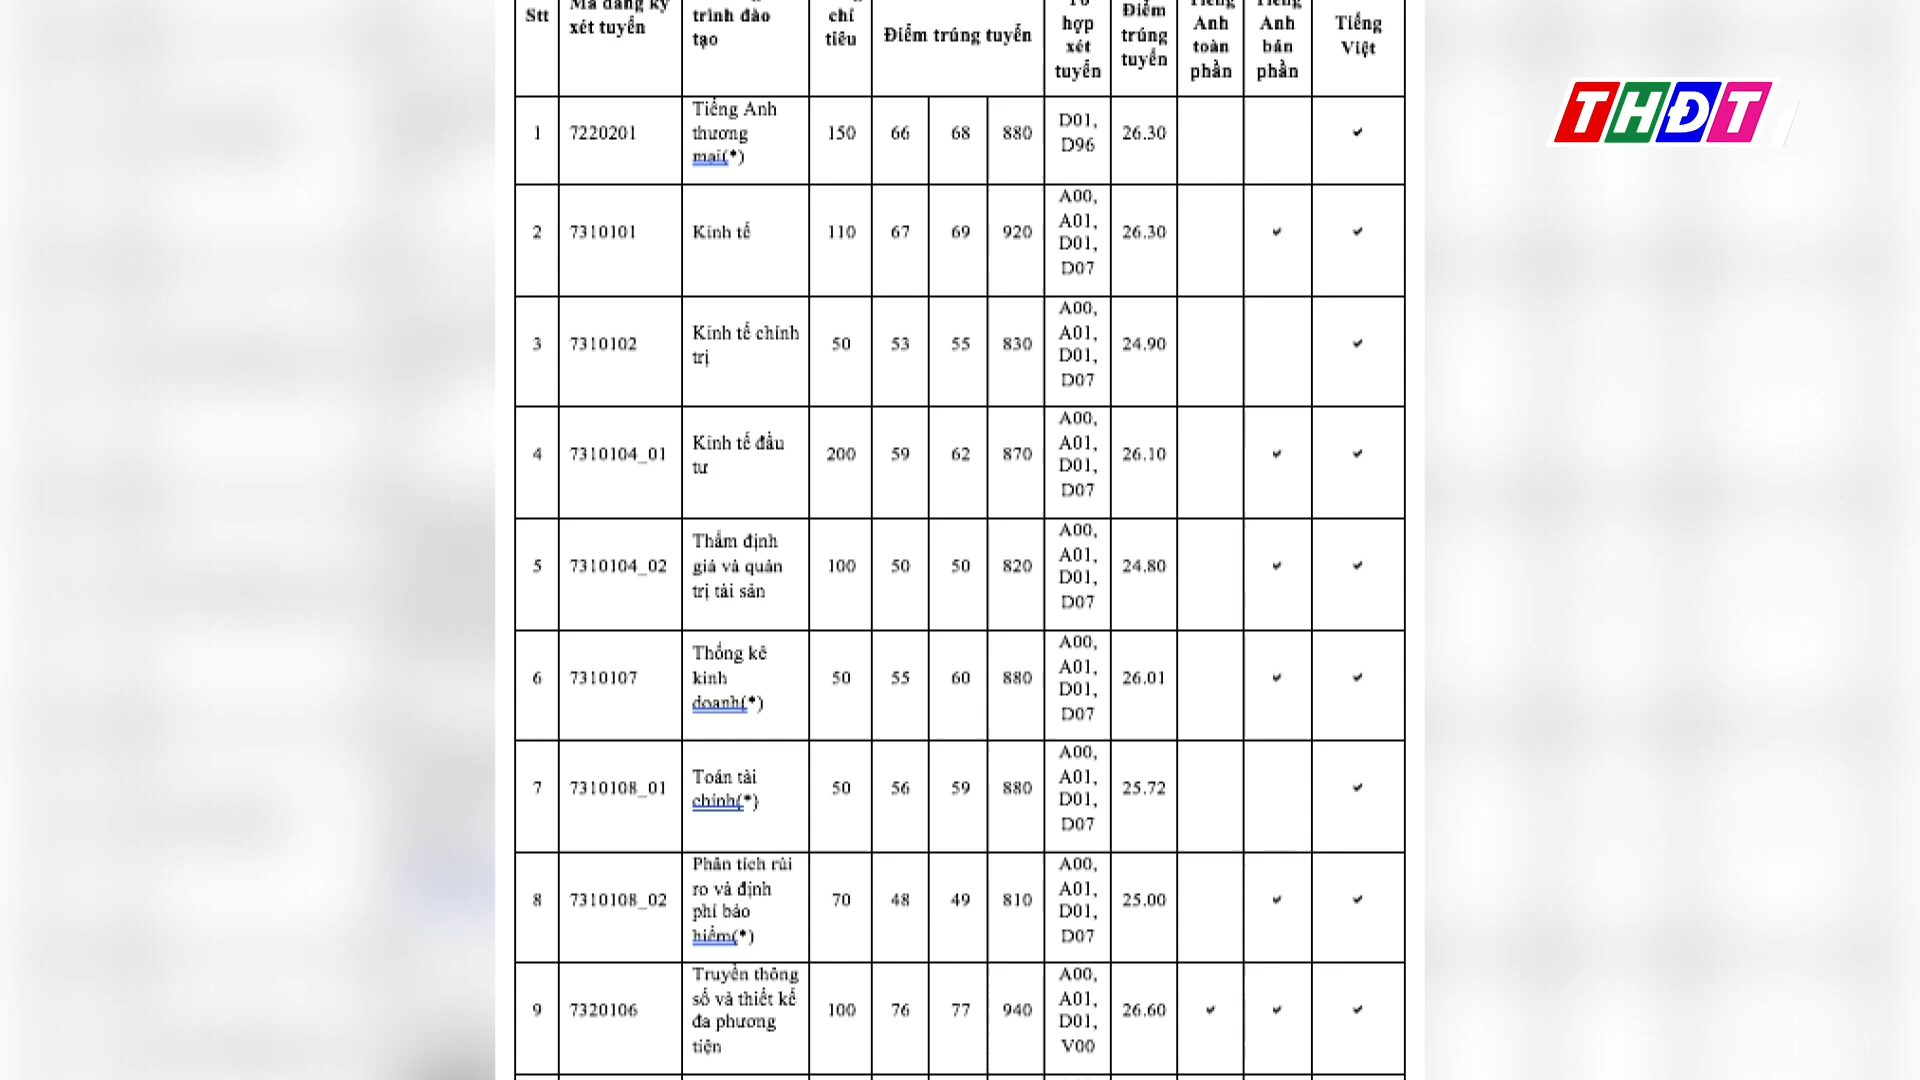 Stt
Mã đăng ký
xét tuyển
trình đào
tạo
chỉ
tiêu
Điểm trúng tuyển
Tổ
hợp
xét
tuyển
Điểm
trúng
tuyển
Tiếng
Anh
toàn
phần
Tiếng
Anh
bán
phần
Tiếng
Việt
THĐT
1 7220201 Tiếng Anh
thương
mại(*) 150 66 68 880 D01,
D96 26.30 ✓
2 7310101 Kinh tế 110 67 69 920 A00,
A01,
D01,
D07 26.30 ✓ ✓
3 7310102 Kinh tế chính
trị 50 53 55 830 A00,
A01,
D01,
D07 24.90 ✓
4 7310104_01 Kinh tế đầu
tư 200 59 62 870 A00,
A01,
D01,
D07 26.10 ✓ ✓
5 7310104_02 Thẩm định
giá và quản
trị tài sản 100 50 50 820 A00,
A01,
D01,
D07 24.80 ✓ ✓
6 7310107 Thống kê
kinh
doanh(*) 50 55 60 880 A00,
A01,
D01,
D07 26.01 ✓ ✓
7 7310108_01 Toán tài
chính(*) 50 56 59 880 A00,
A01,
D01,
D07 25.72 ✓
8 7310108_02 Phân tích rủi
ro và định
phí bảo
hiểm(*) 70 48 49 810 A00,
A01,
D01,
D07 25.00 ✓ ✓
9 7320106 Truyền thông
số và thiết kế
đa phương
tiện 100 76 77 940 A00,
A01,
D01,
V00 26.60 ✓ ✓ ✓